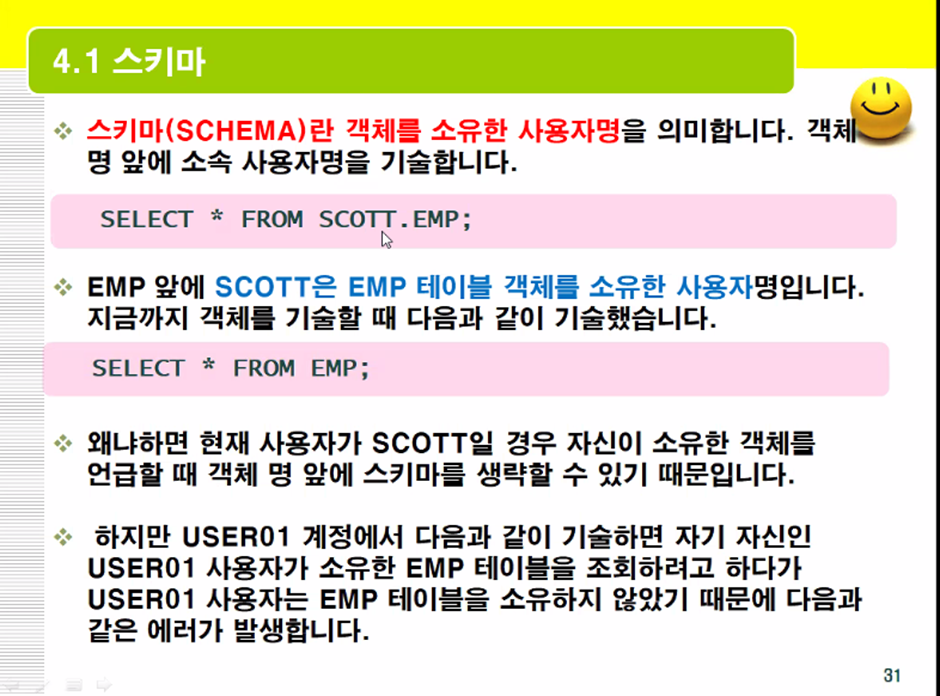 4.1 스키마
스키마(SCHEMA)란 객체를 소유한 사용자명을 의미합니다. 객체
명 앞에 소속 사용자명을 기술합니다.
SELECT * FROM SCOTT.EMP;
EMP 앞에 SCOTT은 EMP 테이블 객체를 소유한 사용자명입니다.
지금까지 객체를 기술할 때 다음과 같이 기술했습니다.
SELECT * FROM EMP;
왜냐하면 현재 사용자가 SCOTT일 경우 자신이 소유한 객체를
언급할 때 객체 명 앞에 스키마를 생략할 수 있기 때문입니다.
하지만 USER01 계정에서 다음과 같이 기술하면 자기 자신인
USER01 사용자가 소유한 EMP 테이블을 조회하려고 하다가
USER01 사용자는 EMP 테이블을 소유하지 않았기 때문에 다음과
같은 에러가 발생합니다.
31